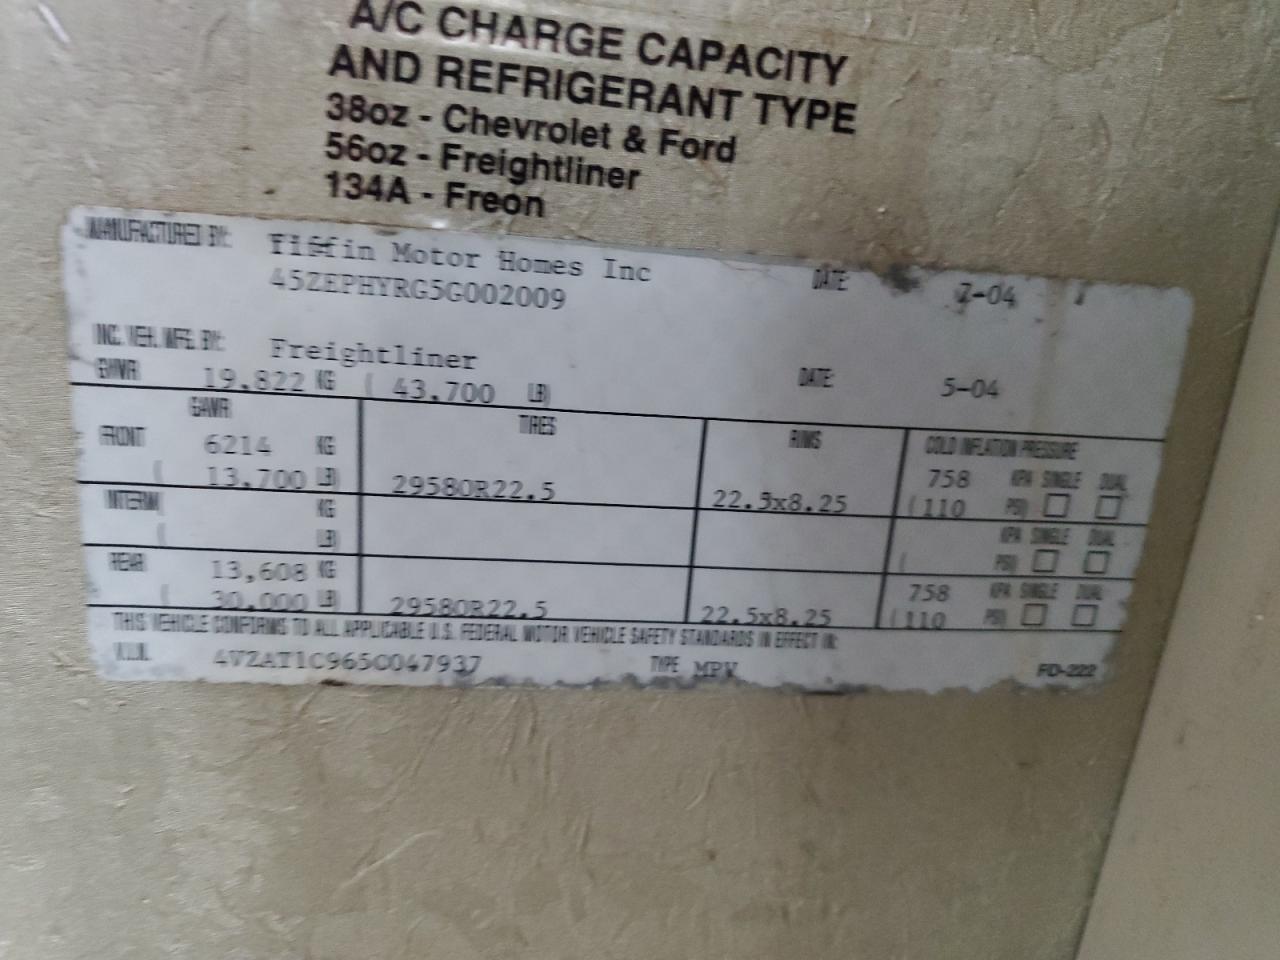 A/C CHARGE CAPACITY
AND REFRIGERANT TYPE
38oz - Chevrolet & Ford
56oz - Freightliner
134A - Freon
MANUFACTURED BY: Tiffin Motor Homes Inc DATE: 7-04
45ZEPHYRG5G002009
INC. VEH. MFG. BY: Freightliner DATE: 5-04
GVWR 19,822 KG ( 43,700 LB)
GAWR TIRES RIMS COLD INFLATION PRESSURE
FRONT 6214 KG 758 KPA SINGLE DUAL
( 13,700 LB) 29580R22.5 22.5x8.25 (110 PSI)
INTERM KG KPA SINGLE DUAL
( LB) ( PSI)
REAR 13,608 KG 758 KPA SINGLE DUAL
( 30,000 LB) 29580R22.5 22.5x8.25 (110 PSI)
THIS VEHICLE CONFORMS TO ALL APPLICABLE U.S. FEDERAL MOTOR VEHICLE SAFETY STANDARDS IN EFFECT IN:
V.I.N. 4VZAT1C965C047937 TYPE MPV FD-222